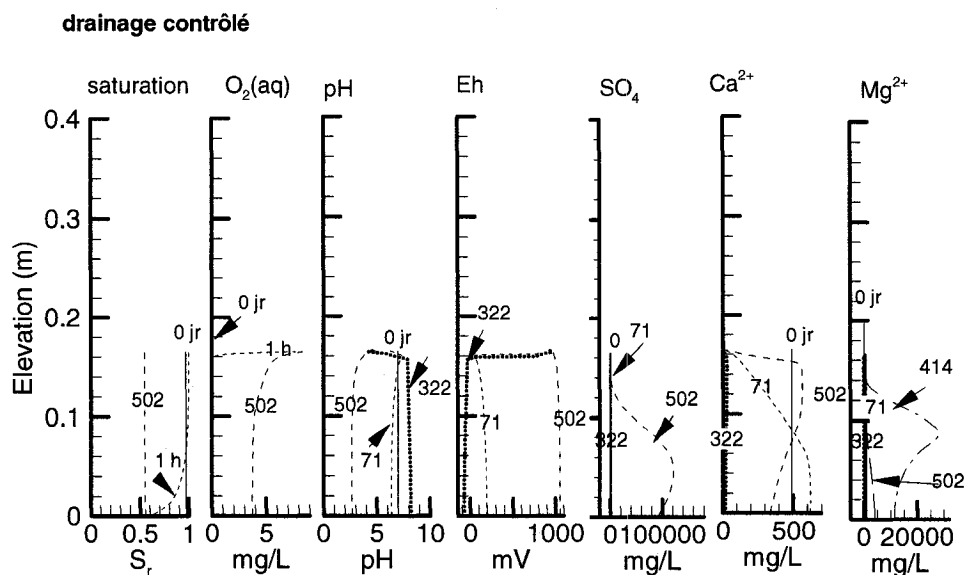 drainage contrôlé
saturation O₂(aq) pH Eh SO₄ Ca²⁺ Mg²⁺
0.4
0.3
0.2
0.1
0
Elevation (m)
0 jr
502
1 h
0 jr
1 h
502
0 jr
322
502
71
322
71
502
0
71
502
322
0 jr
71
322
502
0 jr
414
71
322
502
0 0.5 1
Sᵣ
0 5
mg/L
0 5 10
pH
0 1000
mV
0 100000
mg/L
0 500
mg/L
0 20000
mg/L